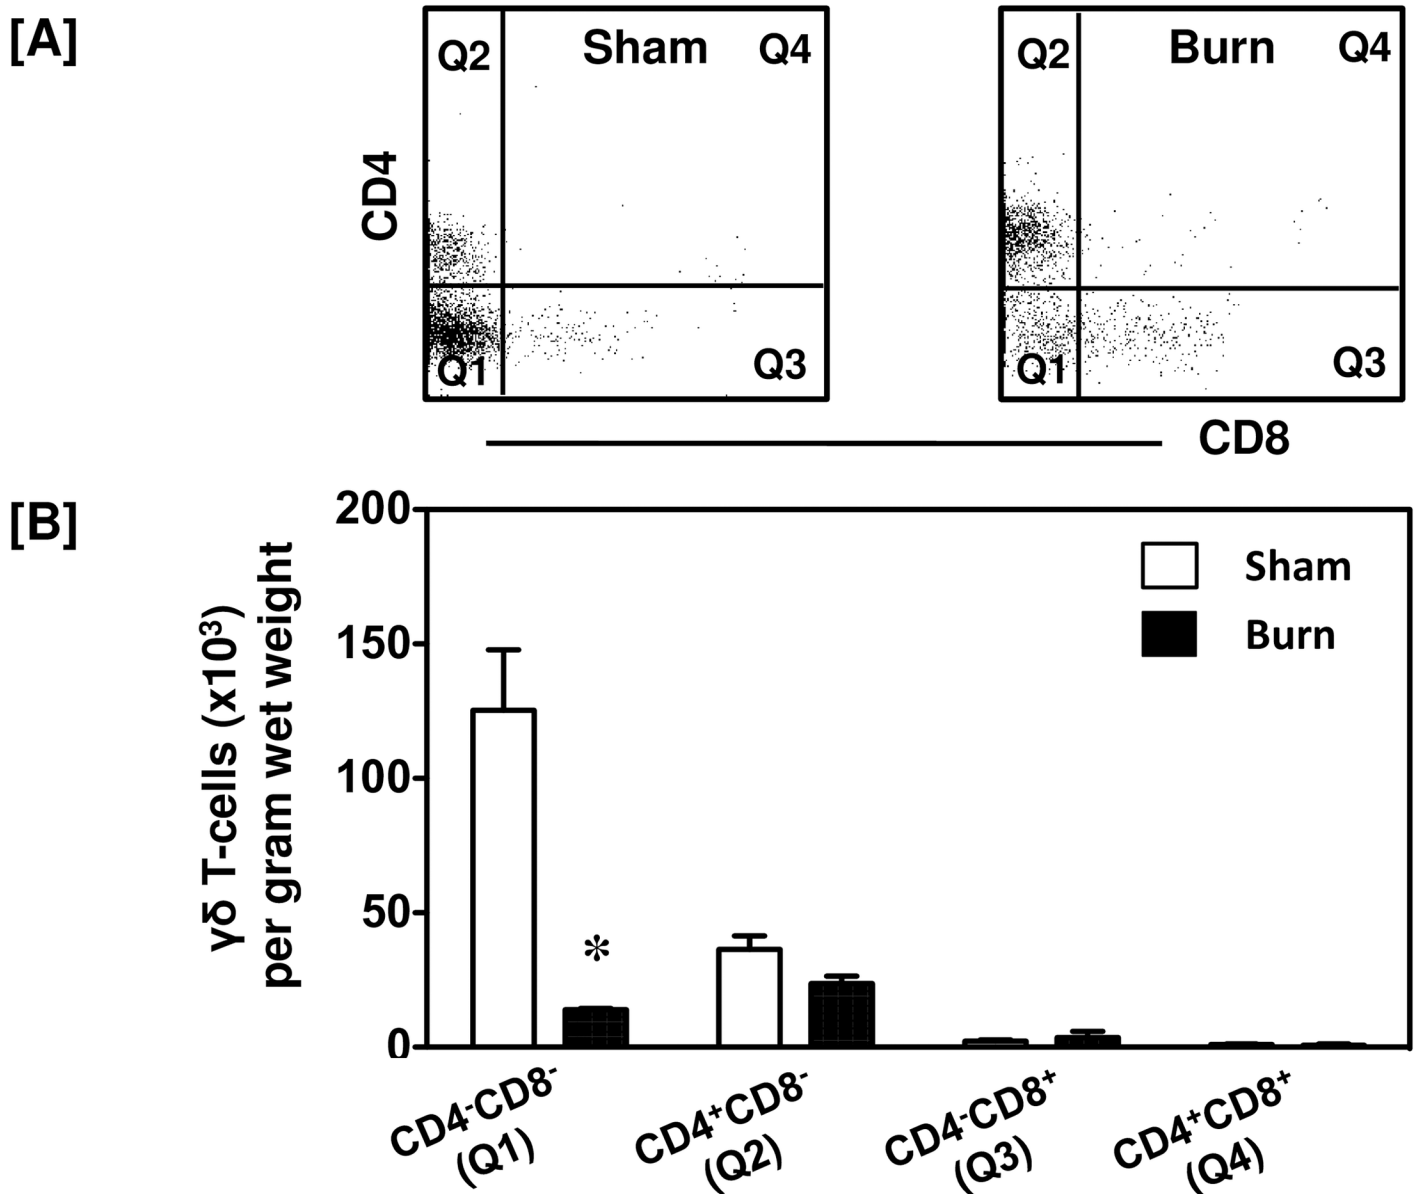 [A]
Q2 Sham Q4
Q2 Burn Q4
CD4
Q1 Q3
Q1 Q3
CD8
[B]
γδ T-cells (x10³)
per gram wet weight
200
150
100
50
0
Sham
Burn
*
CD4⁻CD8⁻
(Q1)
CD4⁺CD8⁻
(Q2)
CD4⁻CD8⁺
(Q3)
CD4⁺CD8⁺
(Q4)